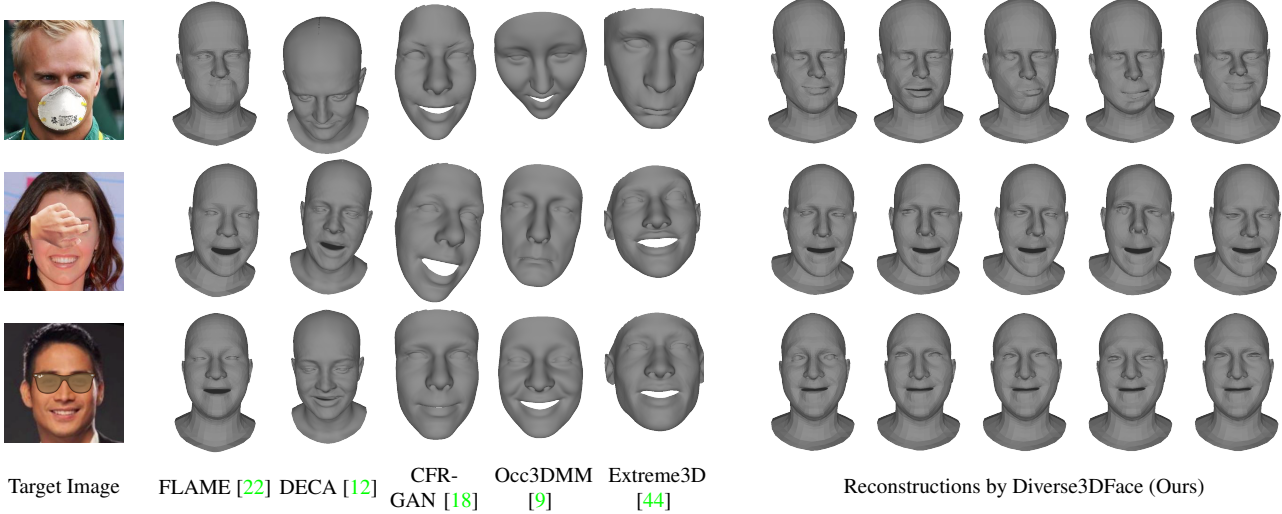 Target Image
FLAME [22]
DECA [12]
CFR-
GAN [18]
Occ3DMM
[9]
Extreme3D
[44]
Reconstructions by Diverse3DFace (Ours)